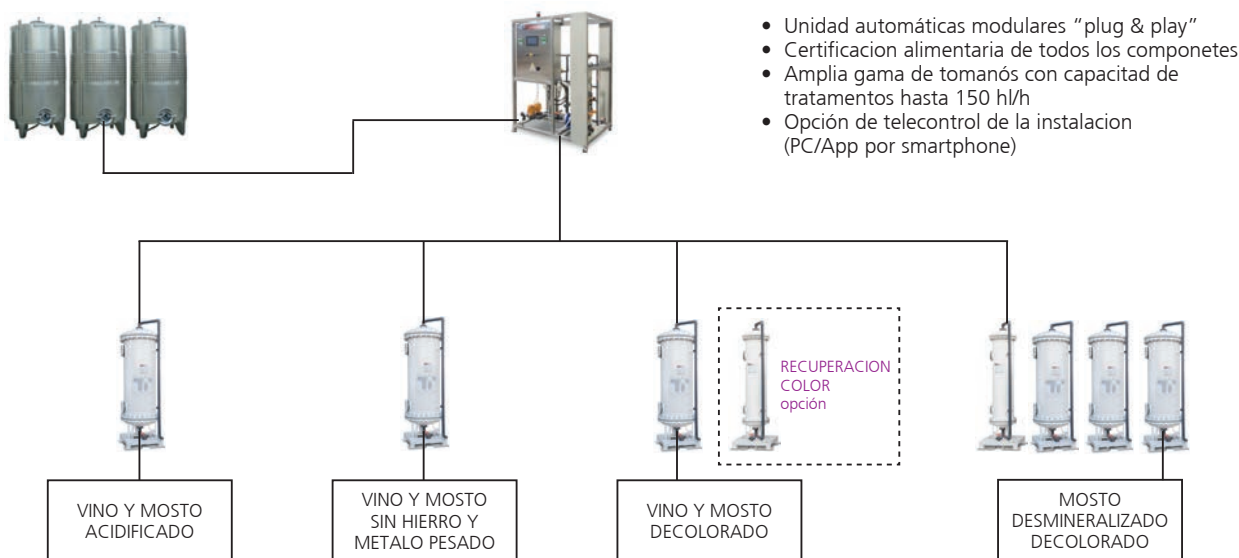 • Unidad automáticas modulares “plug & play”
• Certificacion alimentaria de todos los componetes
• Amplia gama de tomanós con capacitad de
tratamentos hasta 150 hl/h
• Opción de telecontrol de la instalacion
(PC/App por smartphone)
RECUPERACION
COLOR
opción
VINO Y MOSTO
ACIDIFICADO
VINO Y MOSTO
SIN HIERRO Y
METALO PESADO
VINO Y MOSTO
DECOLORADO
MOSTO
DESMINERALIZADO
DECOLORADO